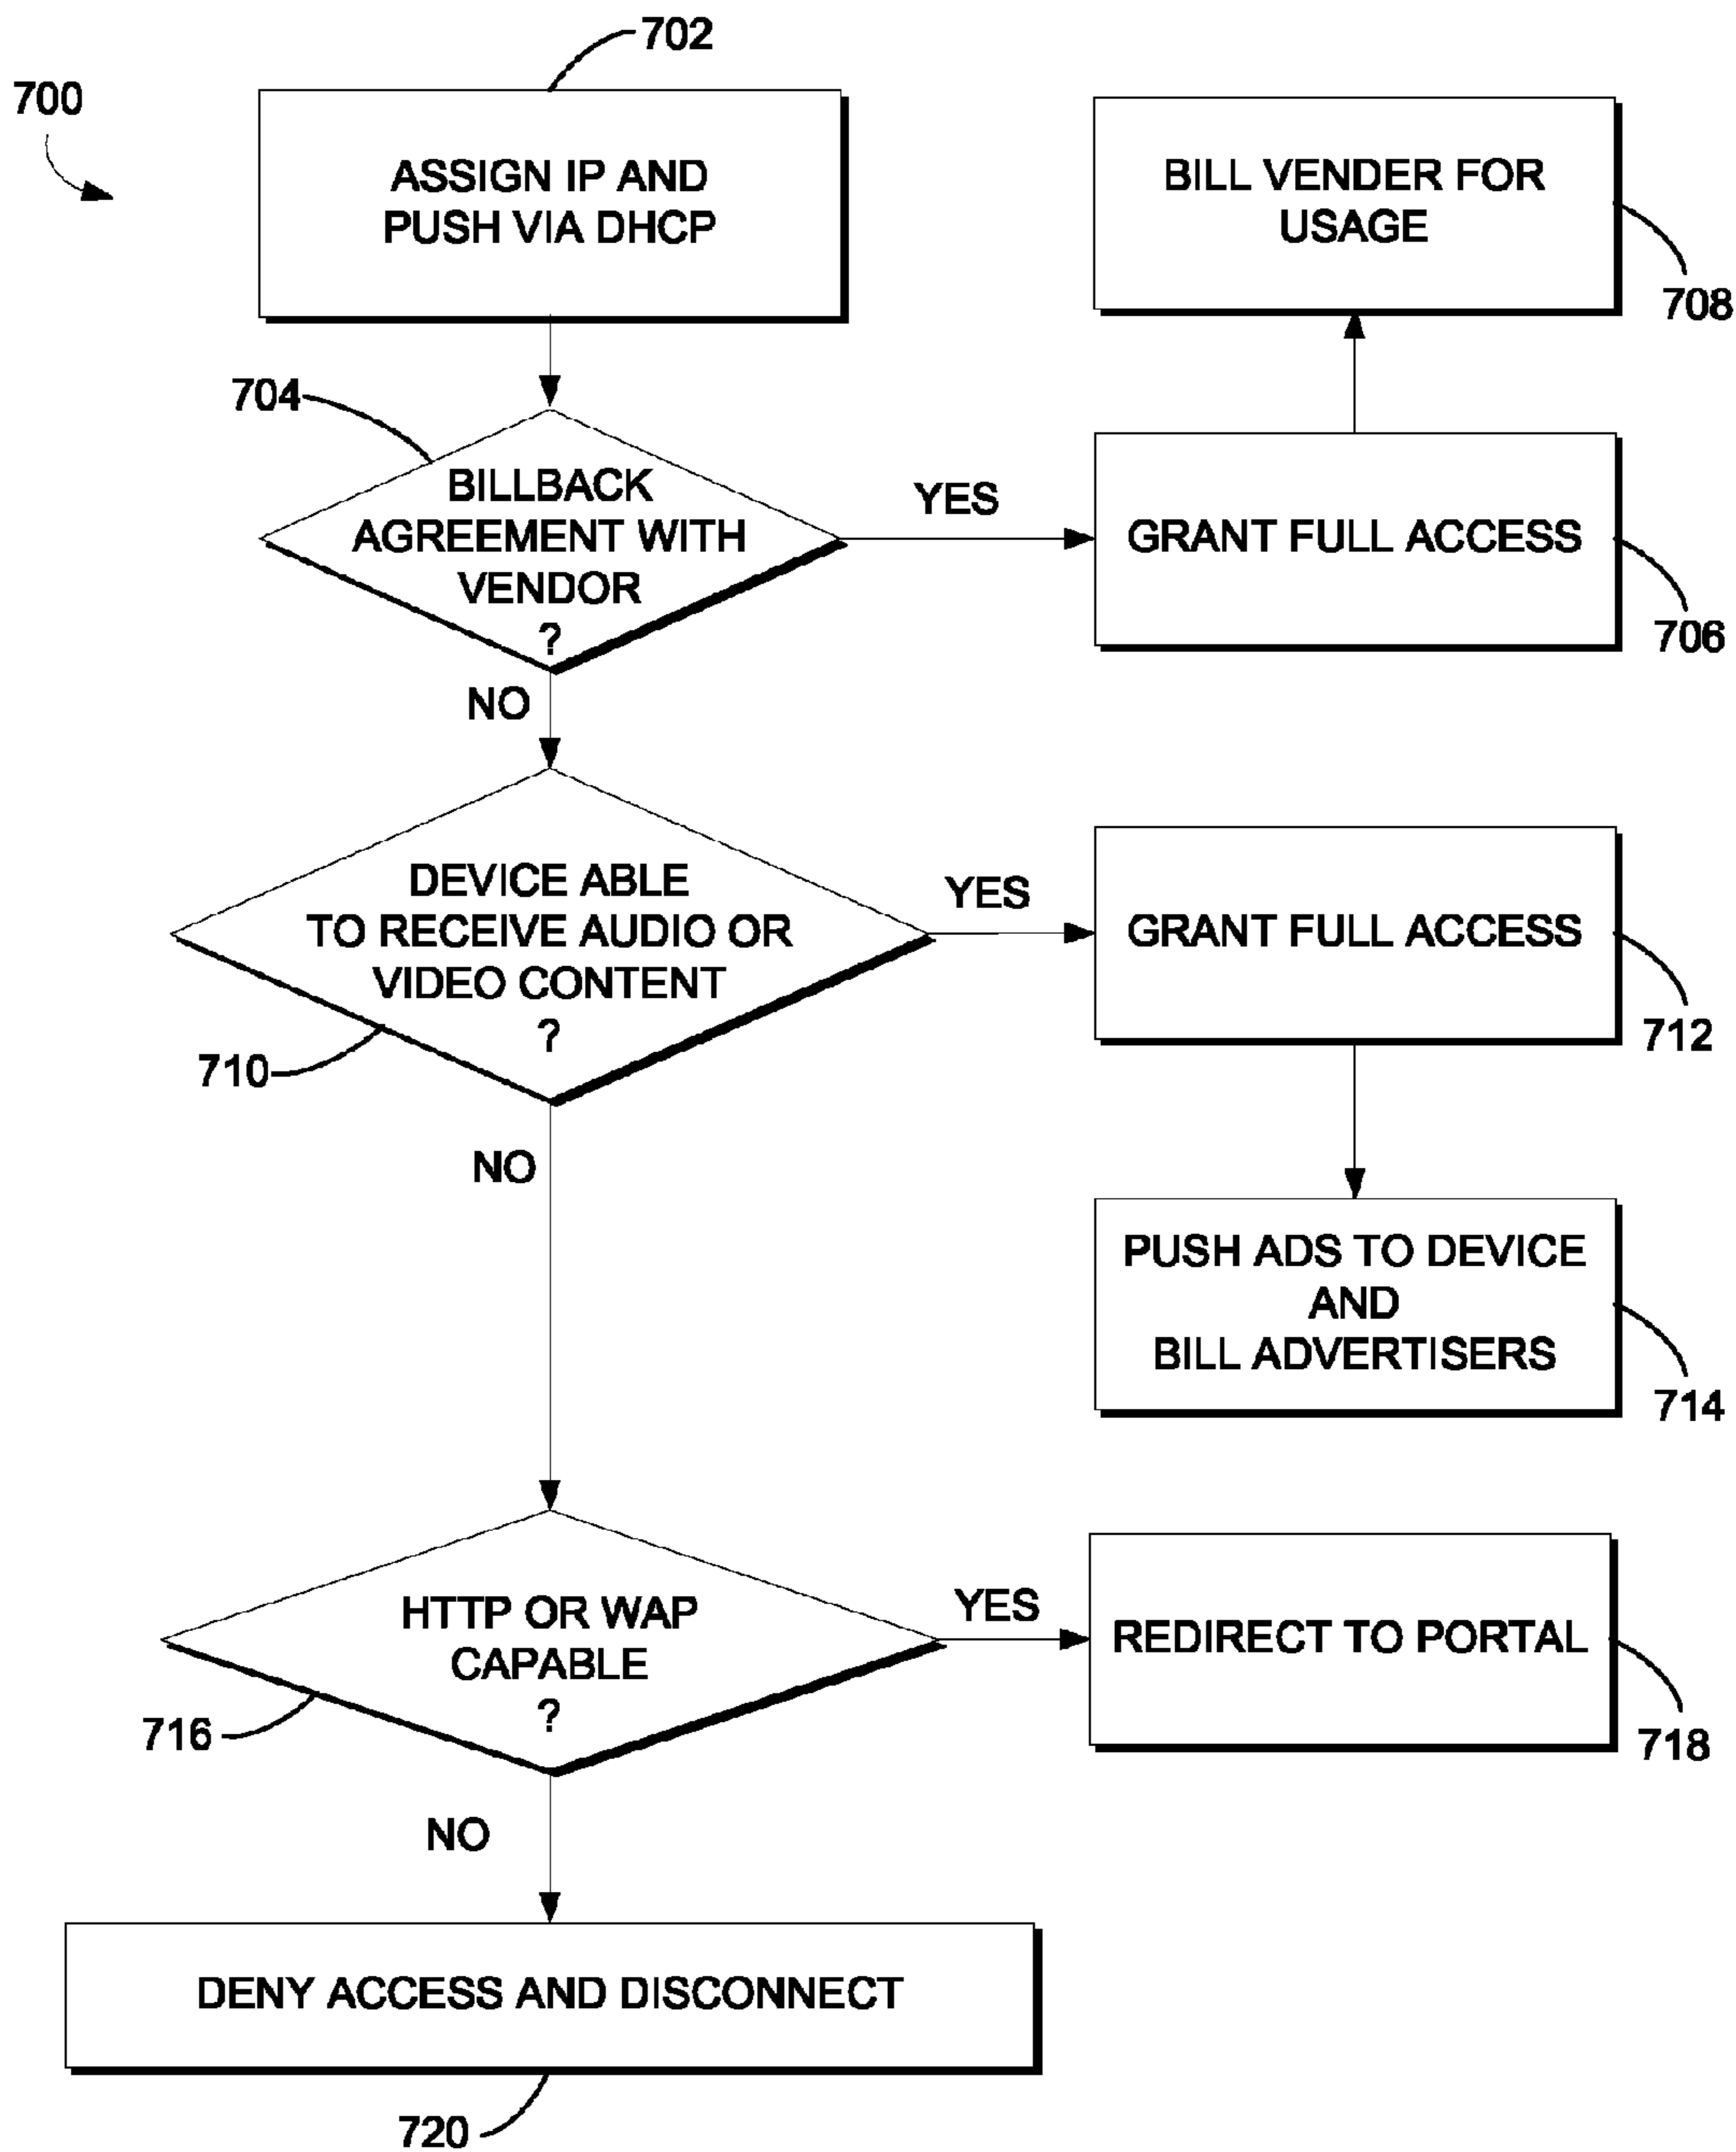 700
702
ASSIGN IP AND
PUSH VIA DHCP
BILL VENDER FOR
USAGE
708
704
BILLBACK
AGREEMENT WITH
VENDOR
?
YES
GRANT FULL ACCESS
706
NO
DEVICE ABLE
TO RECEIVE AUDIO OR
VIDEO CONTENT
?
710
YES
GRANT FULL ACCESS
712
NO
PUSH ADS TO DEVICE
AND
BILL ADVERTISERS
714
HTTP OR WAP
CAPABLE
?
716
YES
REDIRECT TO PORTAL
718
NO
DENY ACCESS AND DISCONNECT
720